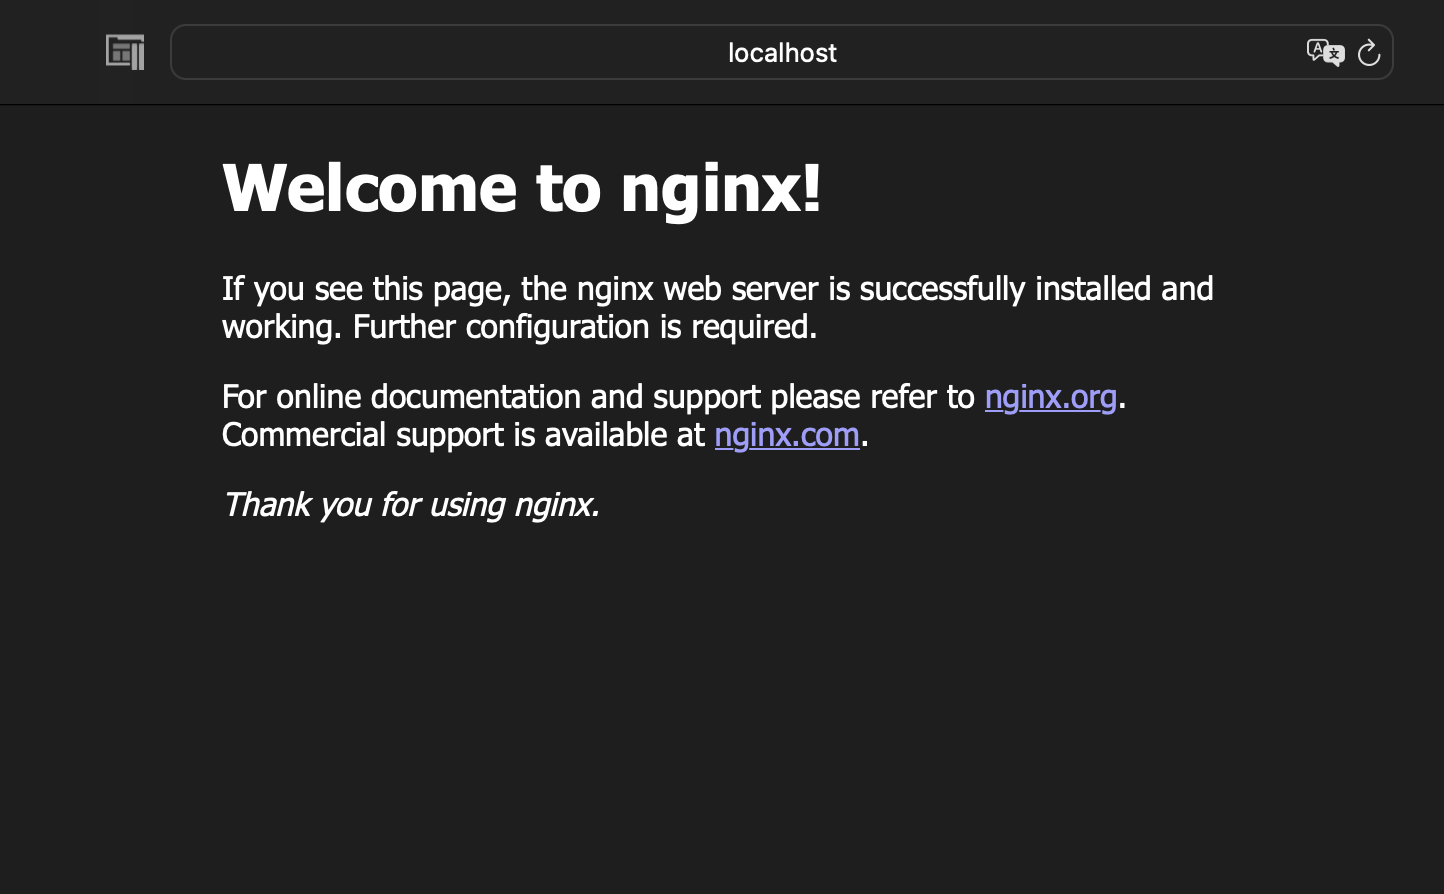 localhost
Welcome to nginx!
If you see this page, the nginx web server is successfully installed and
working. Further configuration is required.
For online documentation and support please refer to nginx.org.
Commercial support is available at nginx.com.
Thank you for using nginx.